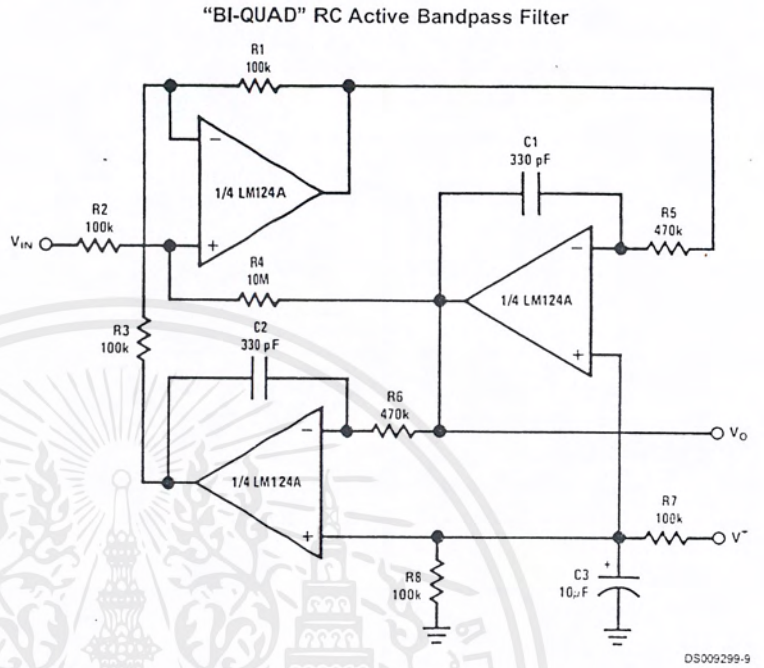 “BI-QUAD” RC Active Bandpass Filter
R1
100k
C1
330 pF
1/4 LM124A
R2
100k
R5
470k
VIN
−
+
−
R4
10M
1/4 LM124A
C2
330 pF
R3
100k
+
R6
470k
−
VO
1/4 LM124A
R7
100k
+
V+
R8
100k
C3
10μF
+
DS009299-9